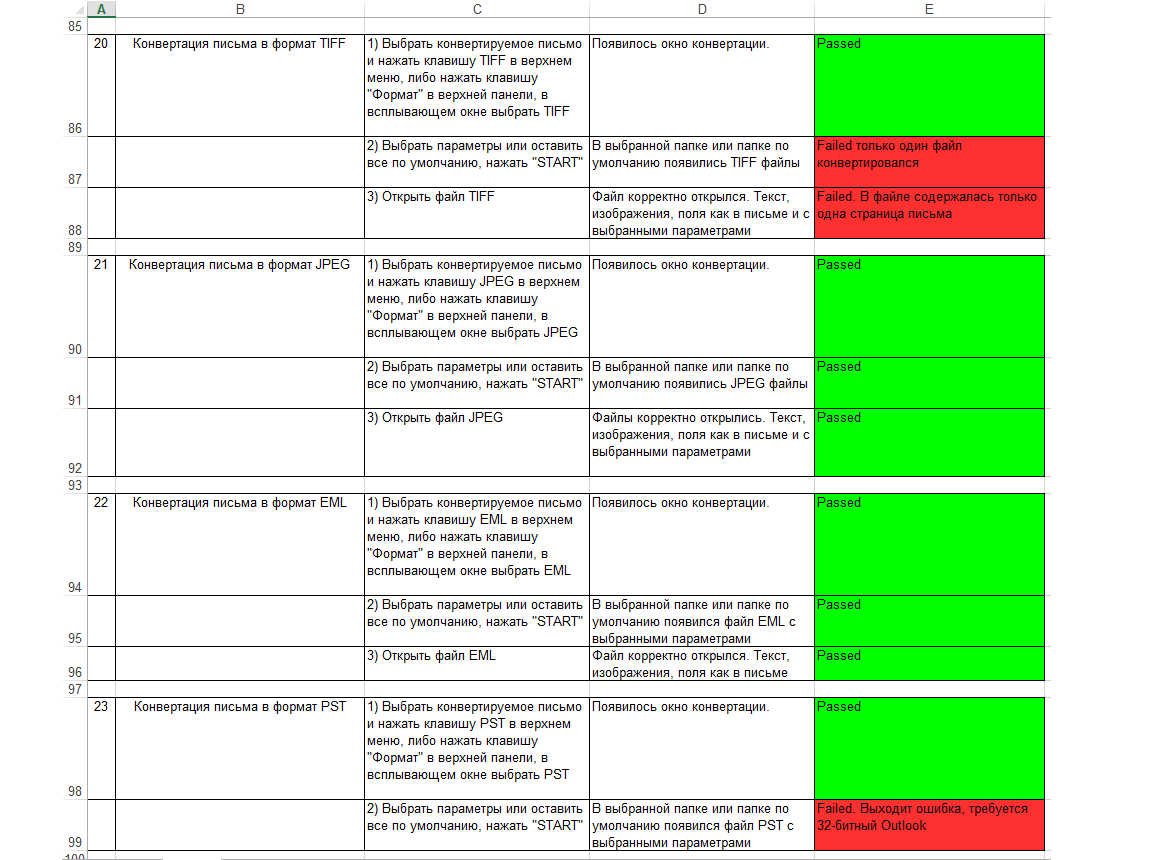 A B C D E
85
20 Конвертация письма в формат TIFF 1) Выбрать конвертируемое письмо Появилось окно конвертации. Passed
и нажать клавишу TIFF в верхнем
меню, либо нажать клавишу
"Формат" в верхней панели, в
всплывающем окне выбрать TIFF
86
2) Выбрать параметры или оставить В выбранной папке или папке по Failed только один файл
все по умолчанию, нажать "START" умолчанию появились TIFF файлы конвертировался
87
3) Открыть файл TIFF Файл корректно открылся. Текст, Failed. В файле содержалась только
изображения, поля как в письме и с одна страница письма
88 выбранными параметрами
89
21 Конвертация письма в формат JPEG 1) Выбрать конвертируемое письмо Появилось окно конвертации. Passed
и нажать клавишу JPEG в верхнем
меню, либо нажать клавишу
"Формат" в верхней панели, в
всплывающем окне выбрать JPEG
90
2) Выбрать параметры или оставить В выбранной папке или папке по Passed
все по умолчанию, нажать "START" умолчанию появились JPEG файлы
91
3) Открыть файл JPEG Файлы корректно открылись. Текст, Passed
изображения, поля как в письме и с
выбранными параметрами
92
93
22 Конвертация письма в формат EML 1) Выбрать конвертируемое письмо Появилось окно конвертации. Passed
и нажать клавишу EML в верхнем
меню, либо нажать клавишу
"Формат" в верхней панели, в
всплывающем окне выбрать EML
94
2) Выбрать параметры или оставить В выбранной папке или папке по Passed
все по умолчанию, нажать "START" умолчанию появился файл EML с
95 выбранными параметрами
3) Открыть файл EML Файл корректно открылся. Текст, Passed
96 изображения, поля как в письме
97
23 Конвертация письма в формат PST 1) Выбрать конвертируемое письмо Появилось окно конвертации. Passed
и нажать клавишу PST в верхнем
меню, либо нажать клавишу
"Формат" в верхней панели, в
всплывающем окне выбрать PST
98
2) Выбрать параметры или оставить В выбранной папке или папке по Failed. Выходит ошибка, требуется
все по умолчанию, нажать "START" умолчанию появился файл PST с 32-битный Outlook
99 выбранными параметрами
100